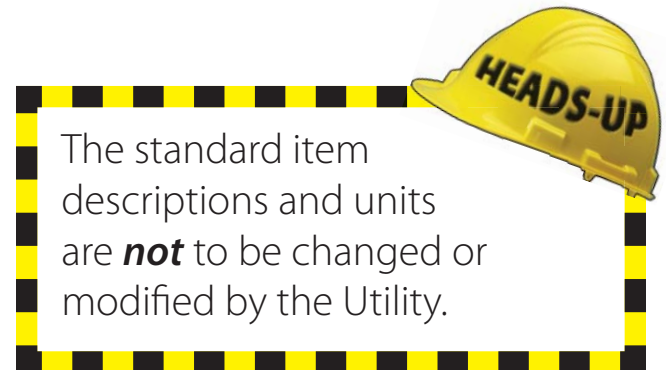 HEADS-UP
The standard item
descriptions and units
are not to be changed or
modified by the Utility.